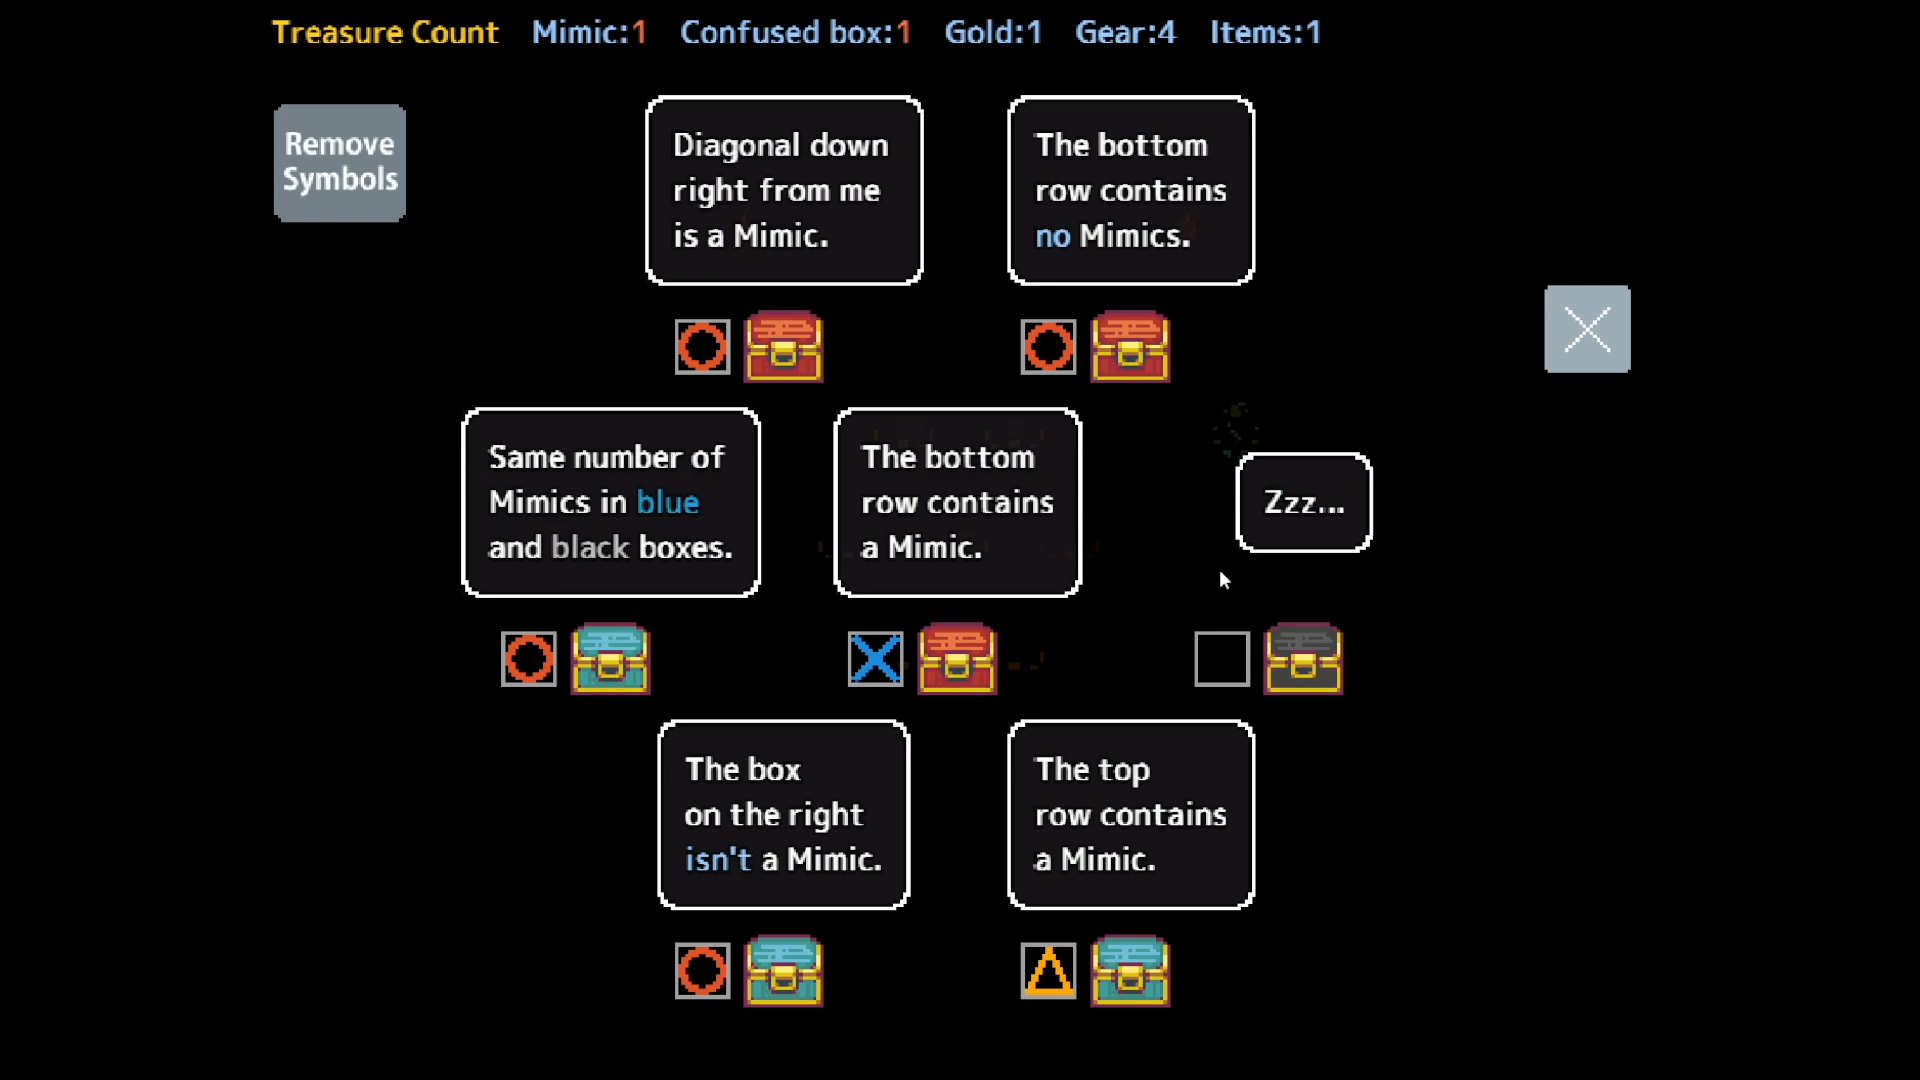 Treasure Count Mimic:1 Confused box:1 Gold:1 Gear:4 Items:1
Remove
Symbols
Diagonal down
right from me
is a Mimic.
The bottom
row contains
no Mimics.
Same number of
Mimics in blue
and black boxes.
The bottom
row contains
a Mimic.
Zzz...
The box
on the right
isn't a Mimic.
The top
row contains
a Mimic.